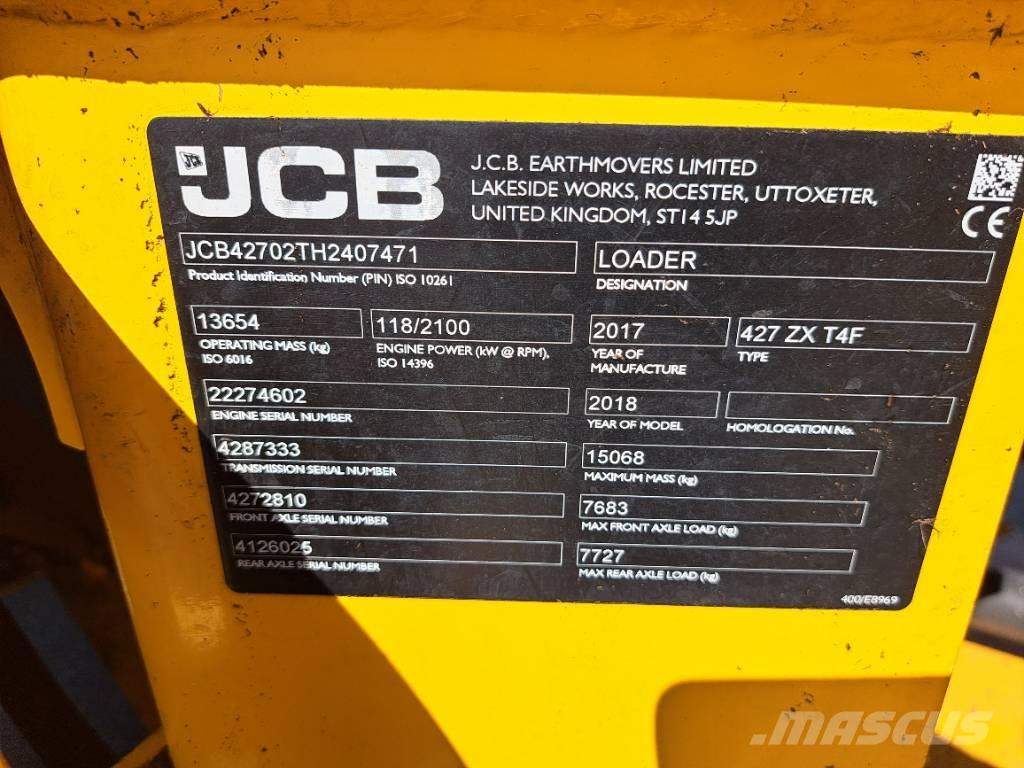 JCB
JCB
J.C.B. EARTHMOVERS LIMITED
LAKESIDE WORKS, ROCESTER, UTTOXETER,
UNITED KINGDOM, ST14 5JP
CE
JCB42702TH2407471
Product Identification Number (PIN) ISO 10261
LOADER
DESIGNATION
13654
OPERATING MASS (kg)
ISO 6016
118/2100
ENGINE POWER (kW @ RPM),
ISO 14396
2017
YEAR OF
MANUFACTURE
427 ZX T4F
TYPE
22274602
ENGINE SERIAL NUMBER
2018
YEAR OF MODEL
HOMOLOGATION No.
4287333
TRANSMISSION SERIAL NUMBER
15068
MAXIMUM MASS (kg)
4272810
FRONT AXLE SERIAL NUMBER
7683
MAX FRONT AXLE LOAD (kg)
4126025
REAR AXLE SERIAL NUMBER
7727
MAX REAR AXLE LOAD (kg)
400/E8969
MASCUS